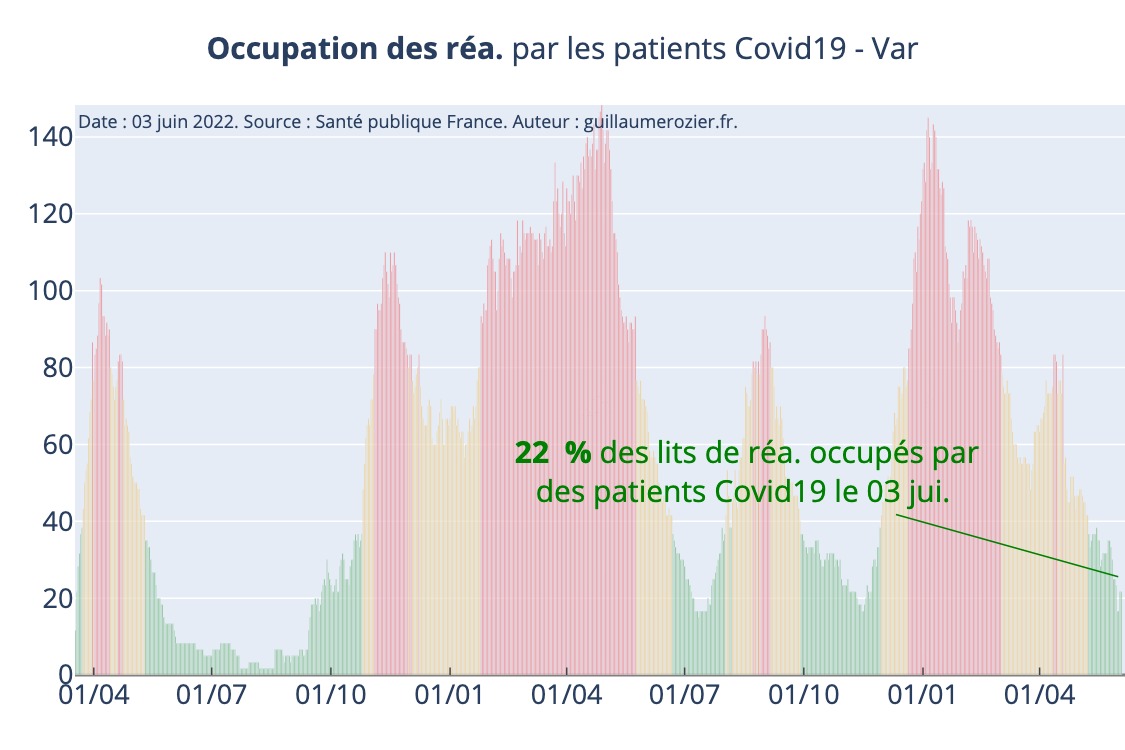 Occupation des réa. par les patients Covid19 - Var
Date : 03 juin 2022. Source : Santé publique France. Auteur : guillaumerozier.fr.
140
120
100
80
60
40
20
0
22 % des lits de réa. occupés par
des patients Covid19 le 03 jui.
01/04 01/07 01/10 01/01 01/04 01/07 01/10 01/01 01/04